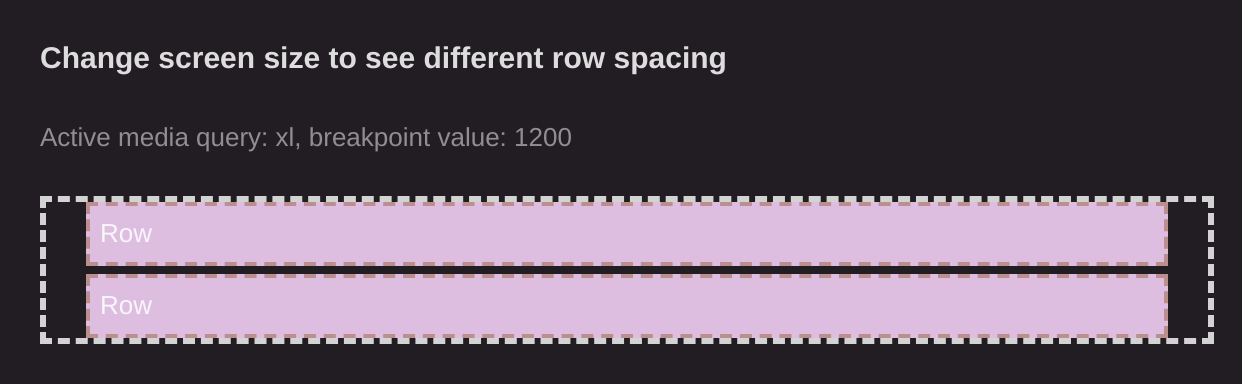 Change screen size to see different row spacing
Active media query: xl, breakpoint value: 1200
Row
Row